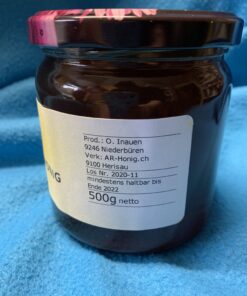 Prod.: O. Inauen
9246 Niederbüren
Verk: AR-Honig.ch
9100 Herisau
Los Nr. 2020-11
mindestens haltbar bis
Ende 2022
500g netto